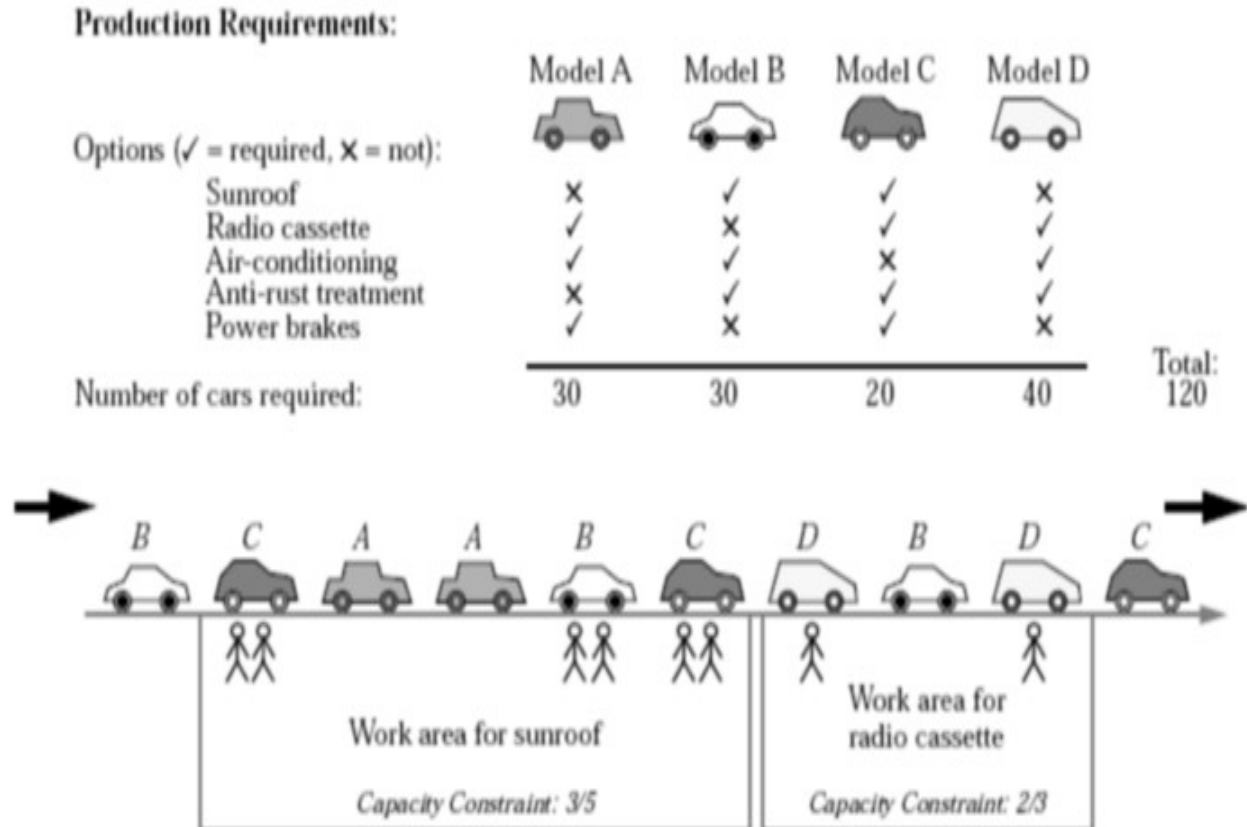 Production Requirements:
Model A Model B Model C Model D
Options (✓ = required, ✗ = not):
Sunroof ✗ ✓ ✓ ✗
Radio cassette ✓ ✗ ✓ ✓
Air-conditioning ✓ ✓ ✗ ✓
Anti-rust treatment ✗ ✓ ✓ ✓
Power brakes ✓ ✗ ✓ ✗
Total:
Number of cars required: 30 30 20 40 120
B C A A B C D B D C
Work area for sunroof
Work area for
radio cassette
Capacity Constraint: 3/5
Capacity Constraint: 2/3